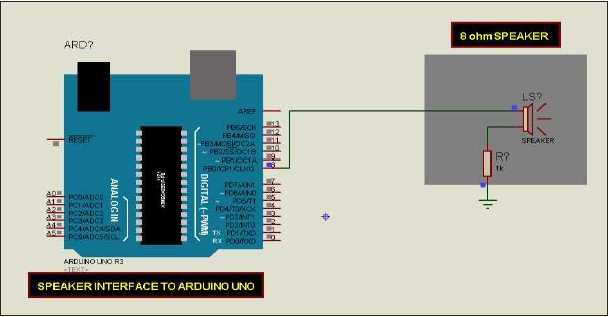 8 ohm SPEAKER
ARD?
LS?
SPEAKER
R?
1k
RESET
AREF
PB5/SCK 13
PB4/MISO 12
~PB3/MOSI/OC2A 11
~PB2/SS/OC1B 10
~PB1/OC1A 9
PB0/ICP1/CLKO 8
PD7/AIN1 7
~PD6/AIN0 6
~PD5/T1 5
PD4/T0/XCK 4
~PD3/INT1 3
PD2/INT0 2
TX PD1/TXD 1
RX PD0/RXD 0
A0 PC0/ADC0
A1 PC1/ADC1
A2 PC2/ADC2
A3 PC3/ADC3
A4 PC4/ADC4/SDA
A5 PC5/ADC5/SCL
ANALOG IN
DIGITAL (~PWM)
ARDUINO UNO R3
<TEXT>
SPEAKER INTERFACE TO ARDUINO UNO